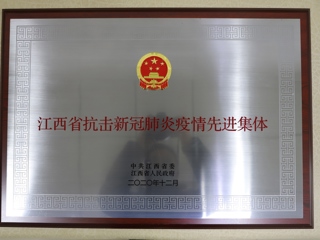 江西省抗击新冠肺炎疫情先进集体
中共江西省委
江西省人民政府
二〇二〇年十二月